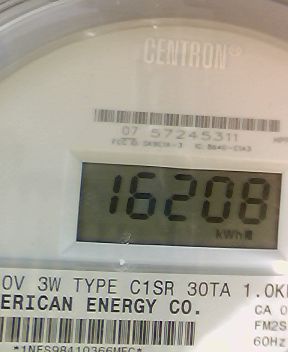 CENTRON®
07 57245311
16208
kWh
0V 3W TYPE C1SR 30TA 1.0K
ERICAN ENERGY CO.
CA 0
FM2S
60Hz